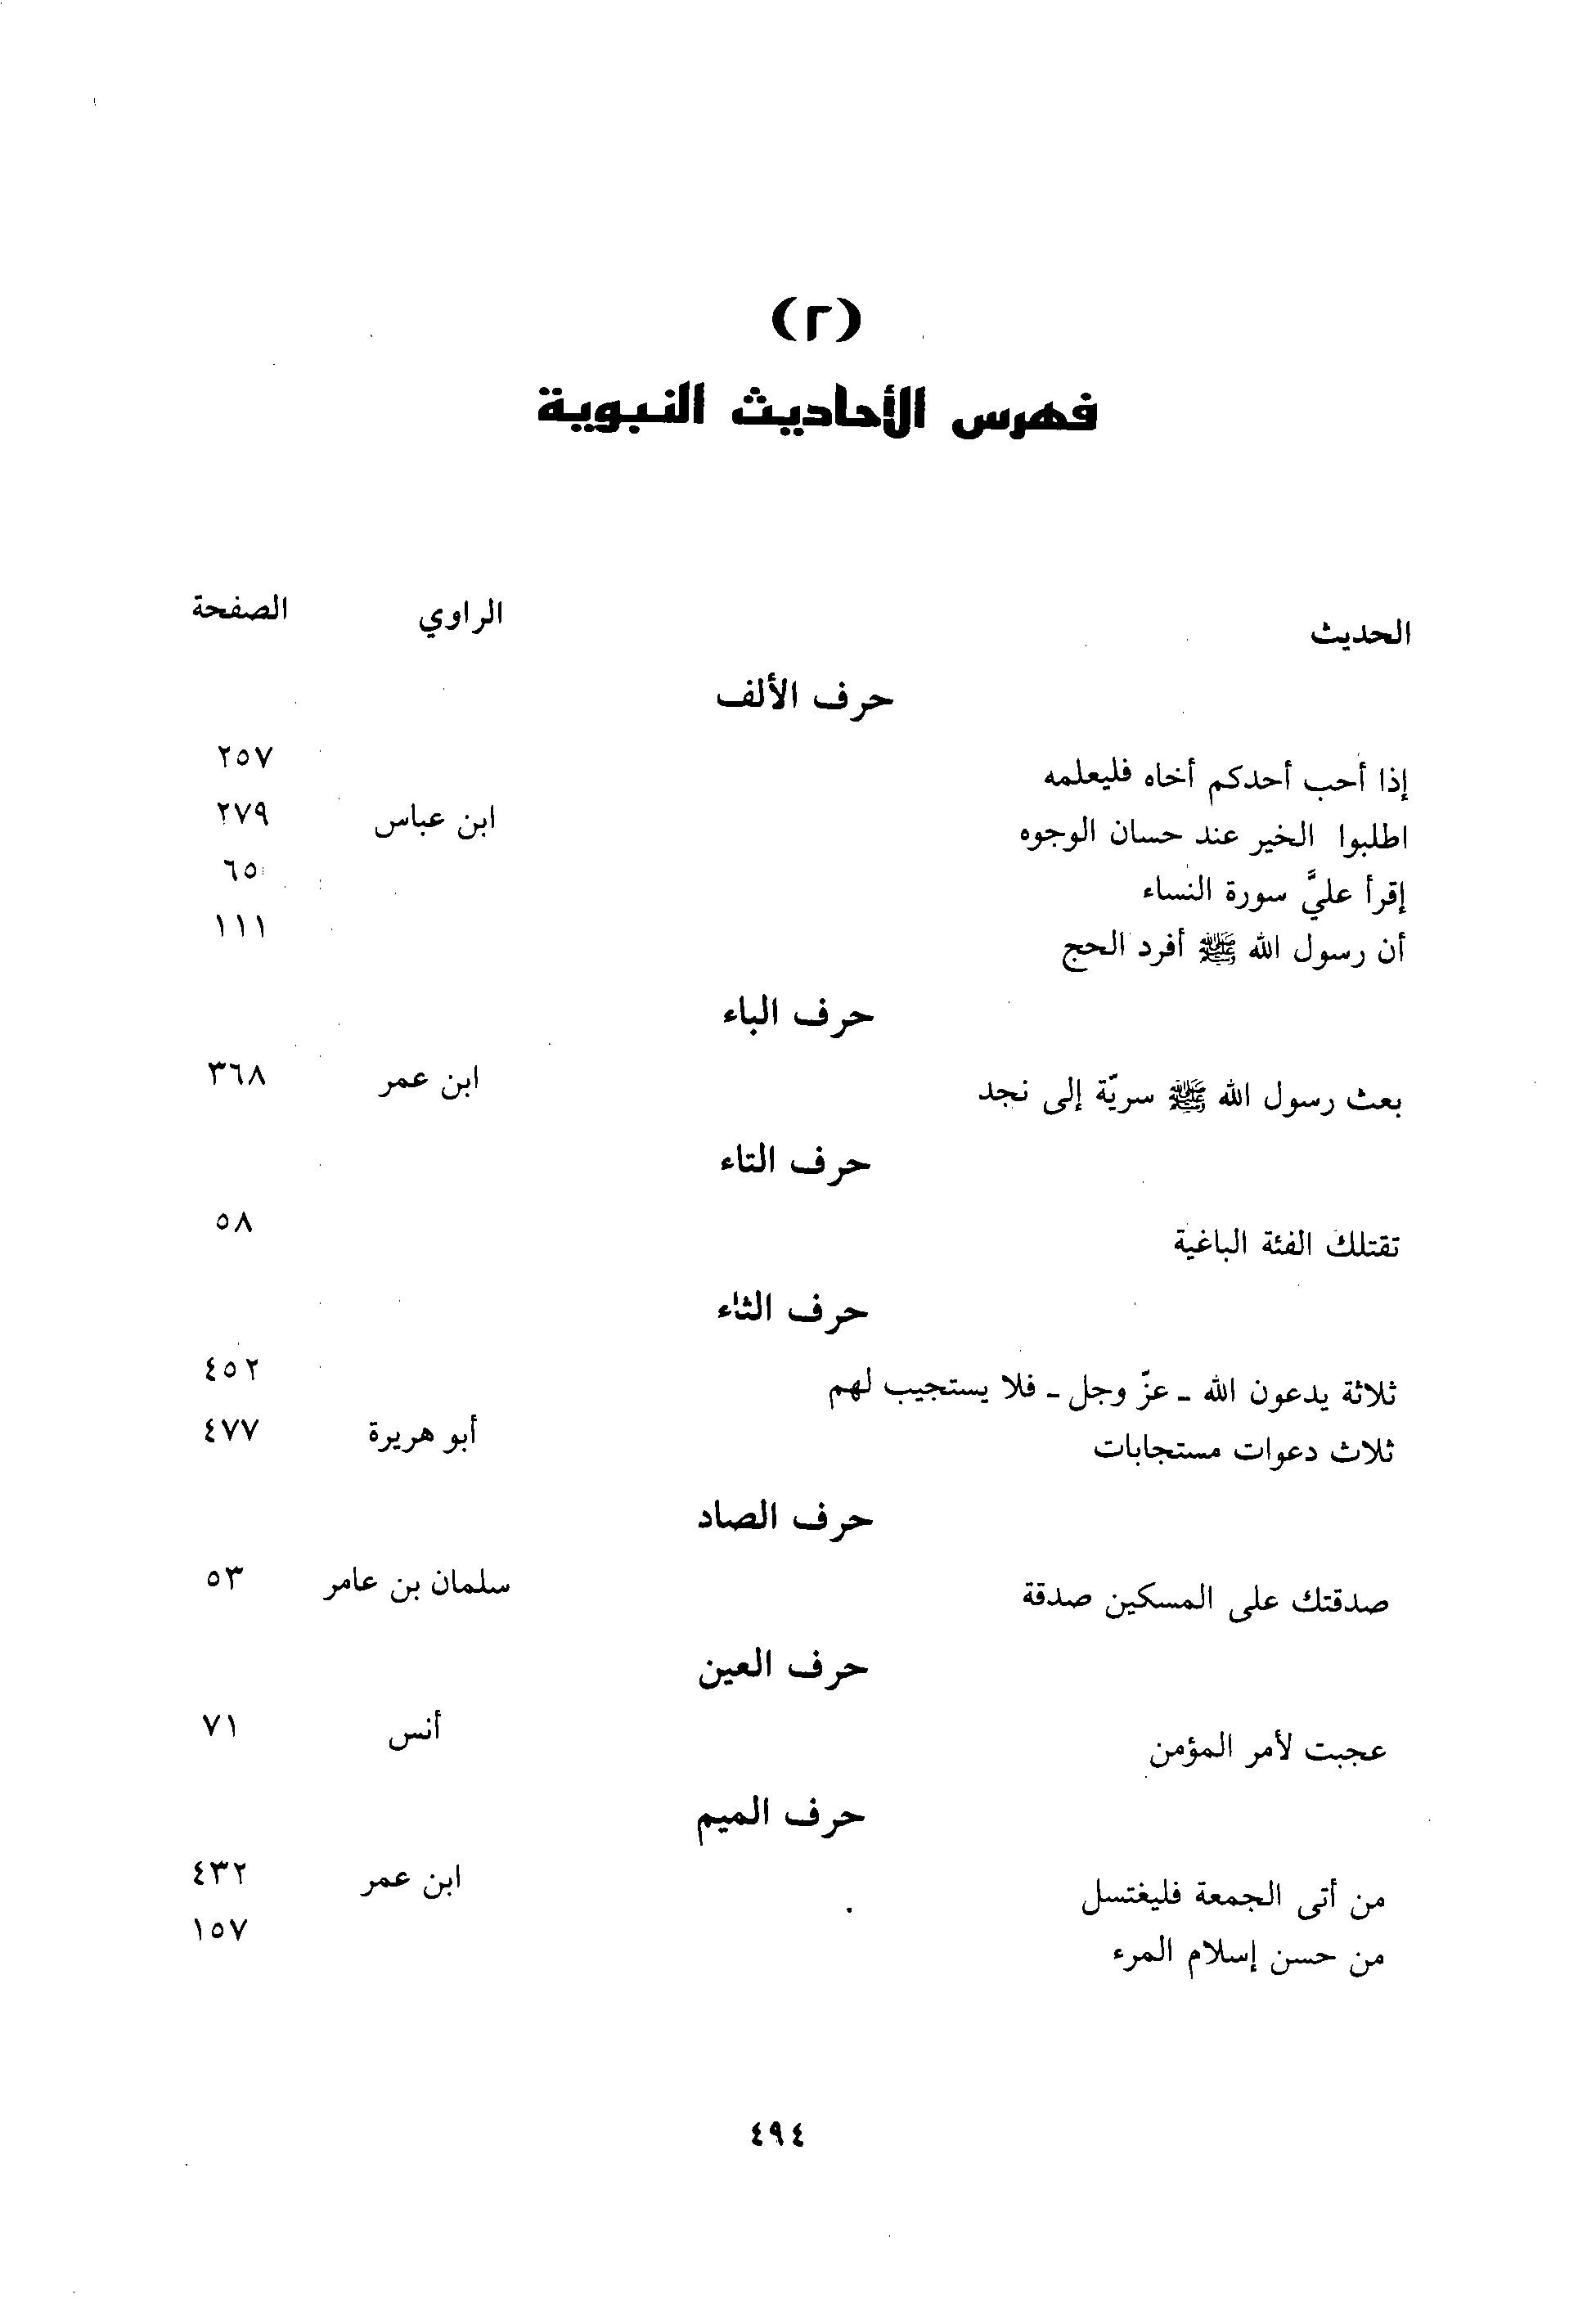 (٢)
فهرس الأحاديث النبوية
الحديث الراوي الصفحة
حرف الألف
إذا أحب أحدكم أخاه فليعلمه ٢٥٧
اطلبوا الخير عند حسان الوجوه ابن عباس ٢٧٩
إقرأ عليَّ سورة النساء ٦٥
أن رسول الله ﷺ أفرد الحج ١١١
حرف الباء
بعث رسول الله ﷺ سريّة إلى نجد ابن عمر ٣٦٨
حرف التاء
تقتلك الفئة الباغية ٥٨
حرف الثاء
ثلاثة يدعون الله ـ عزّ وجل ـ فلا يستجيب لهم ٤٥٢
ثلاث دعوات مستجابات أبو هريرة ٤٧٧
حرف الصاد
صدقتك على المسكين صدقة سلمان بن عامر ٥٣
حرف العين
عجبت لأمر المؤمن أنس ٧١
حرف الميم
من أتى الجمعة فليغتسل ابن عمر ٤٣٢
من حسن إسلام المرء ١٥٧
٤٩٤